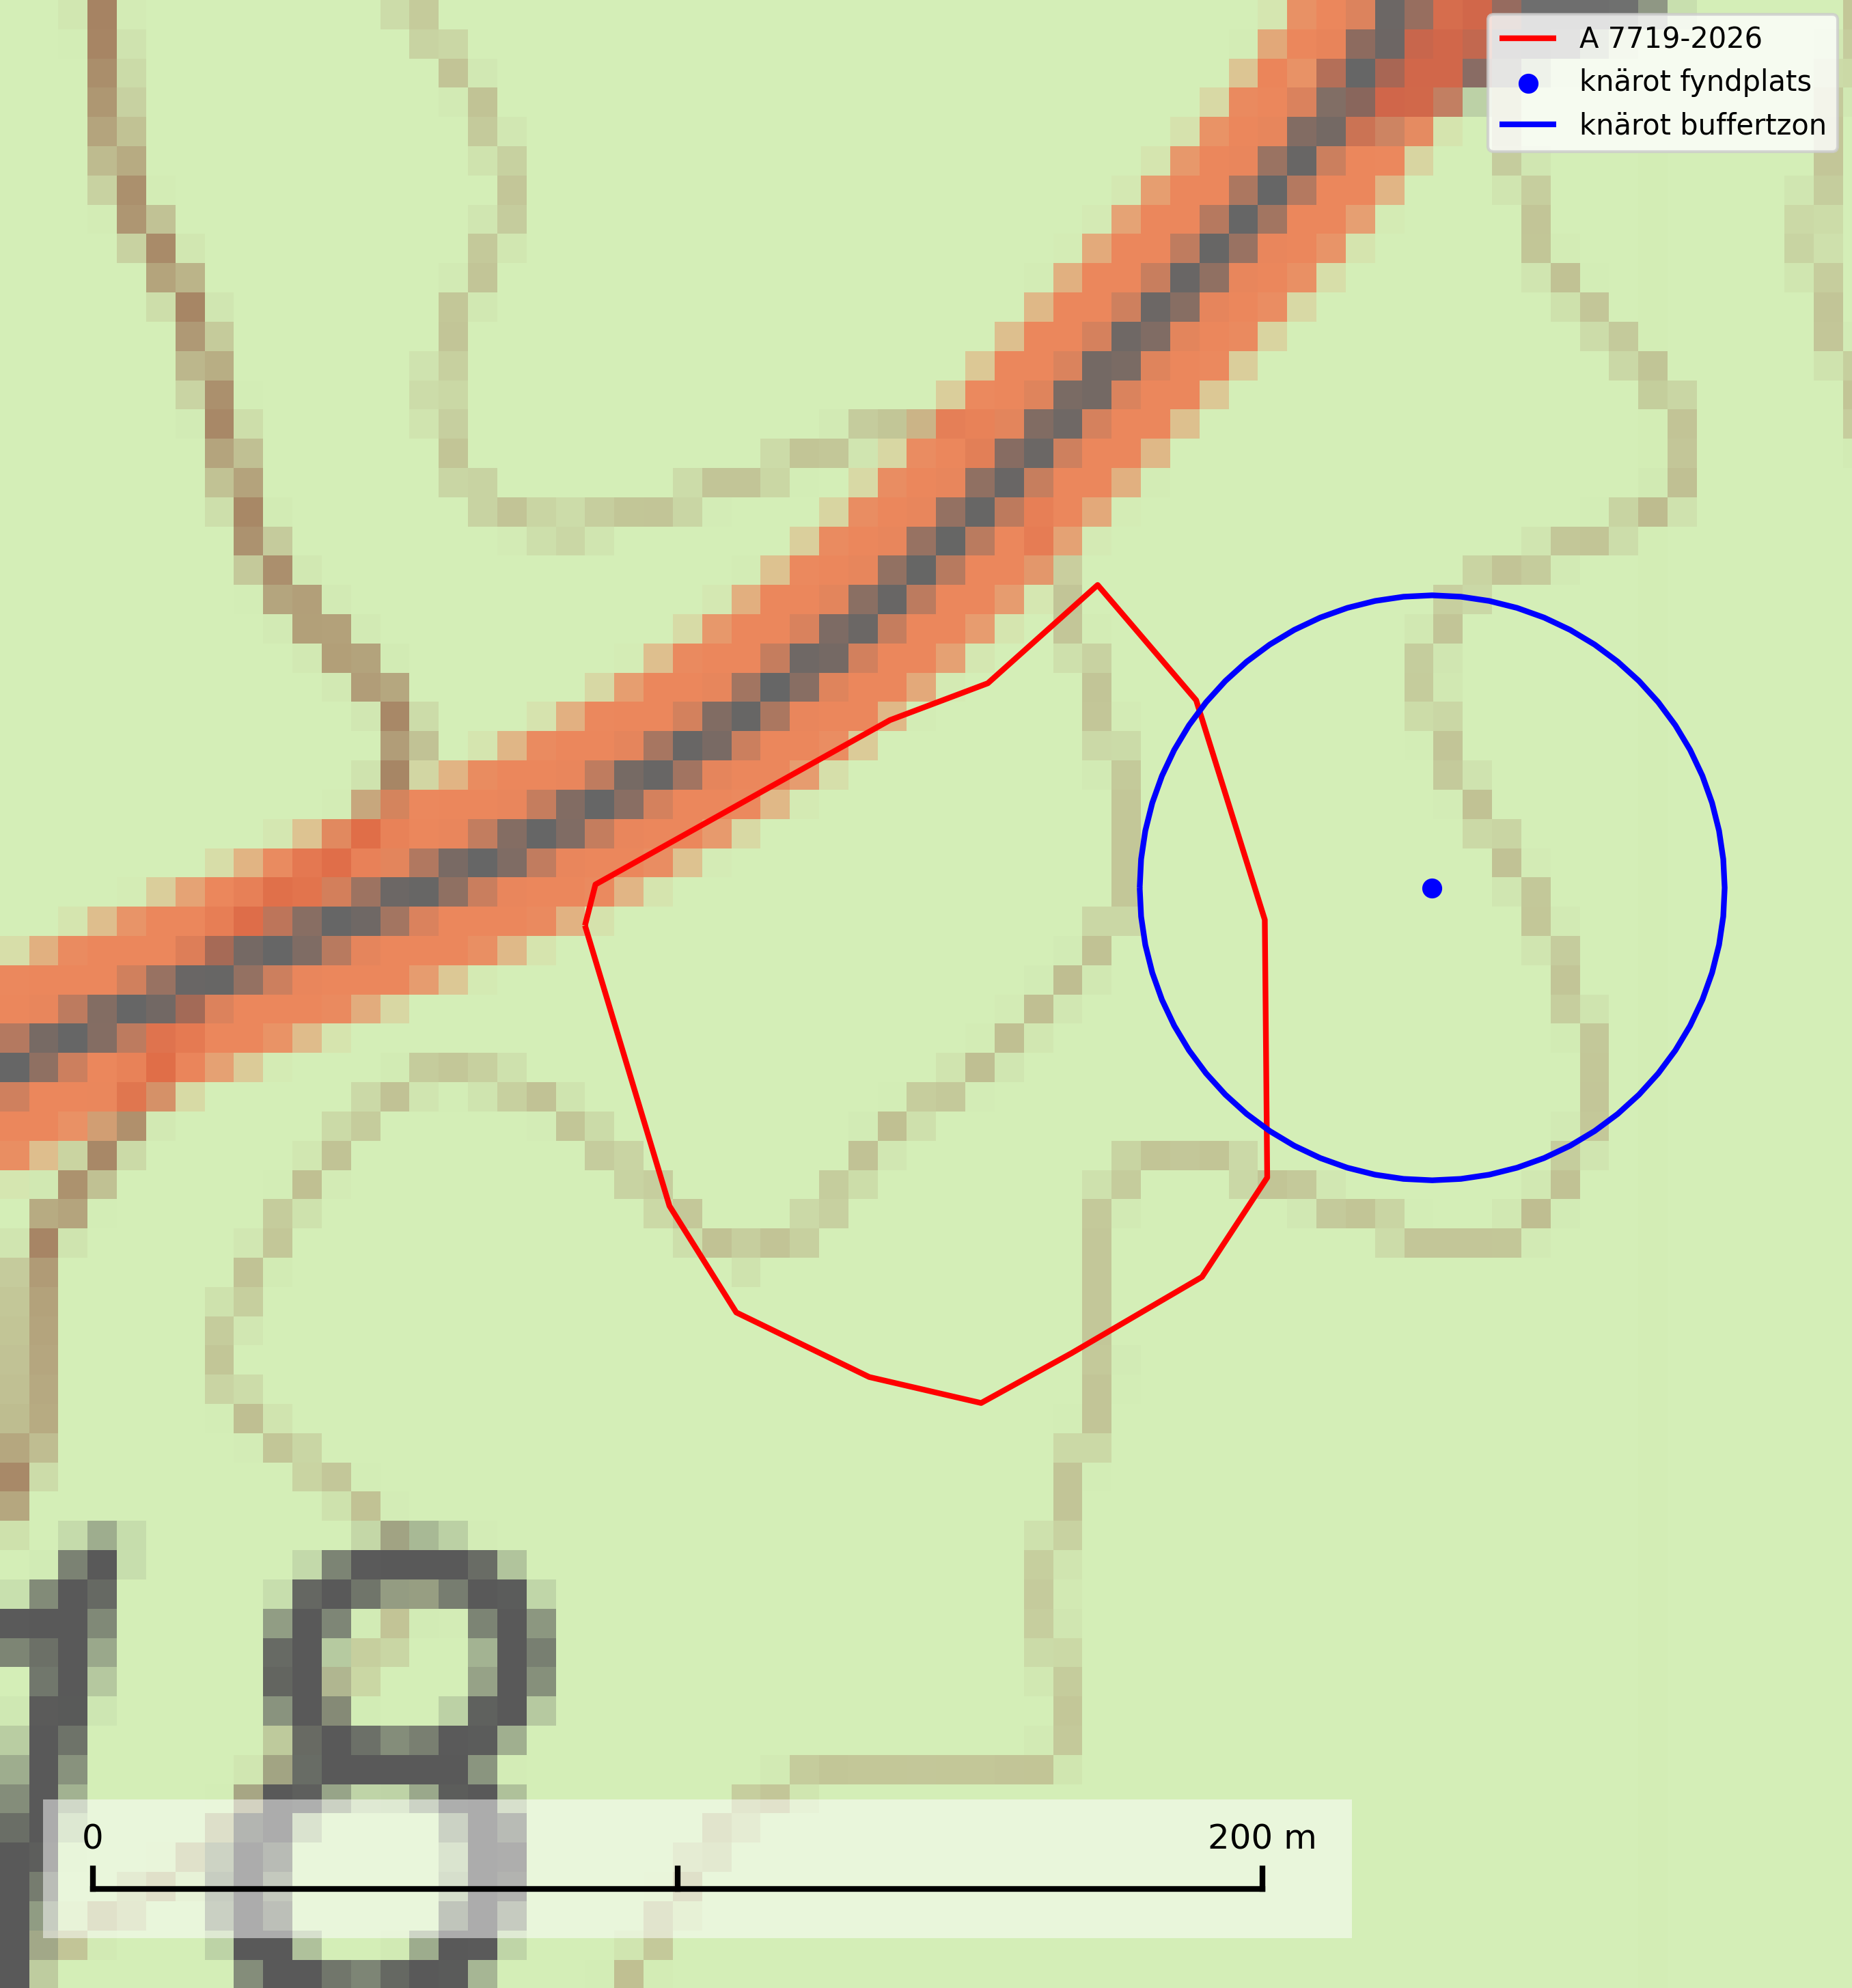 A 7719-2026
knärot fyndplats
knärot buffertzon
0
200 m